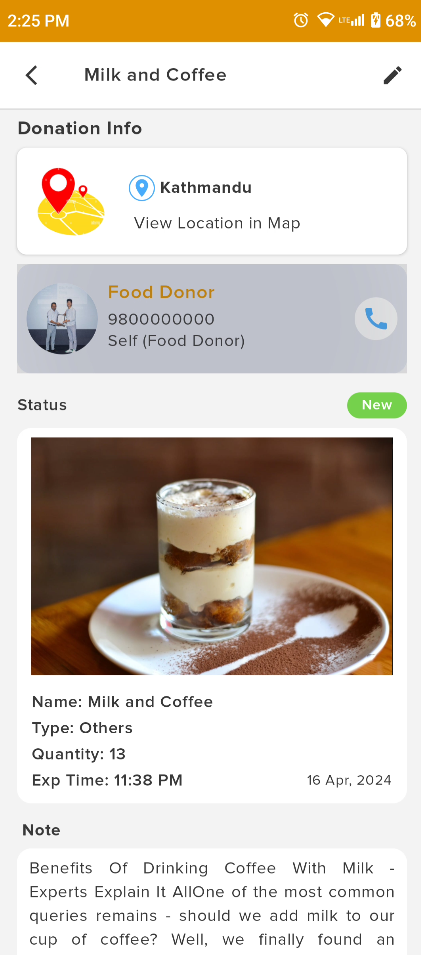 2:25 PM LTE 68%
Milk and Coffee
Donation Info
Kathmandu
View Location in Map
Food Donor
9800000000
Self (Food Donor)
Status New
Name: Milk and Coffee
Type: Others
Quantity: 13
Exp Time: 11:38 PM 16 Apr, 2024
Note
Benefits Of Drinking Coffee With Milk -
Experts Explain It AllOne of the most common
queries remains - should we add milk to our
cup of coffee? Well, we finally found an